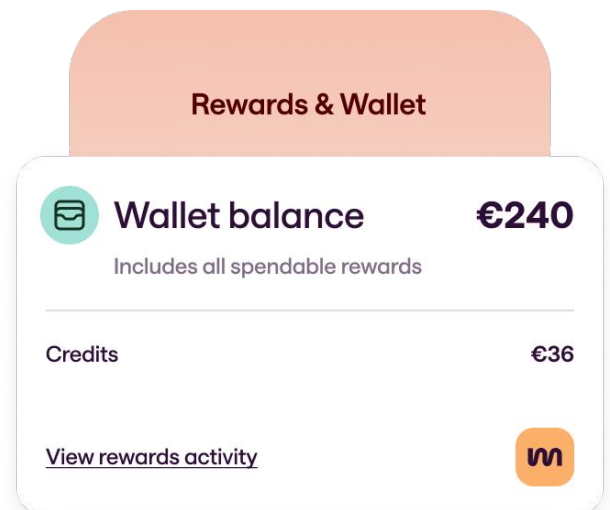 Rewards & Wallet
Wallet balance €240
Includes all spendable rewards
Credits €36
View rewards activity
m